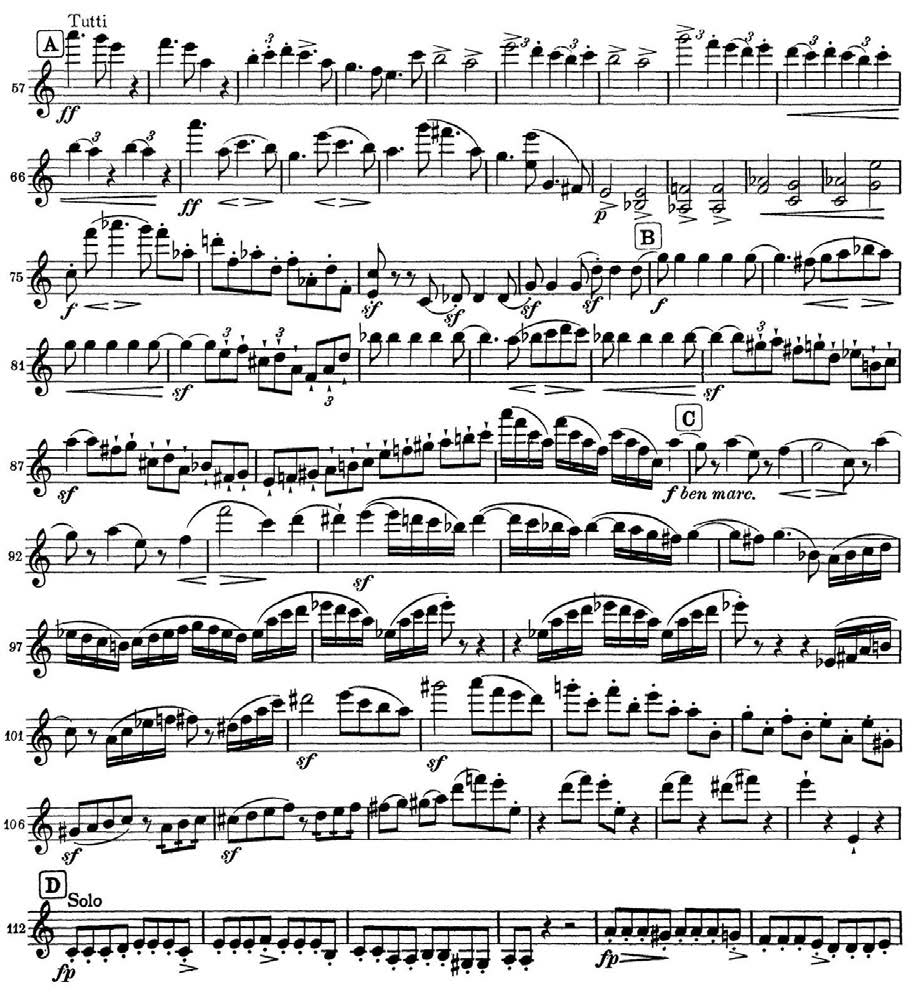 A Tutti
3 3 3 3 3 3 3
57
ff
3 3
66
ff p
B
75
f sf sf sf sf f
3 3 3
81
sf 3 sf
C
87
sf f ben marc.
92
sf
97
101
sf sf
106
sf sf
D Solo
112
fp fp